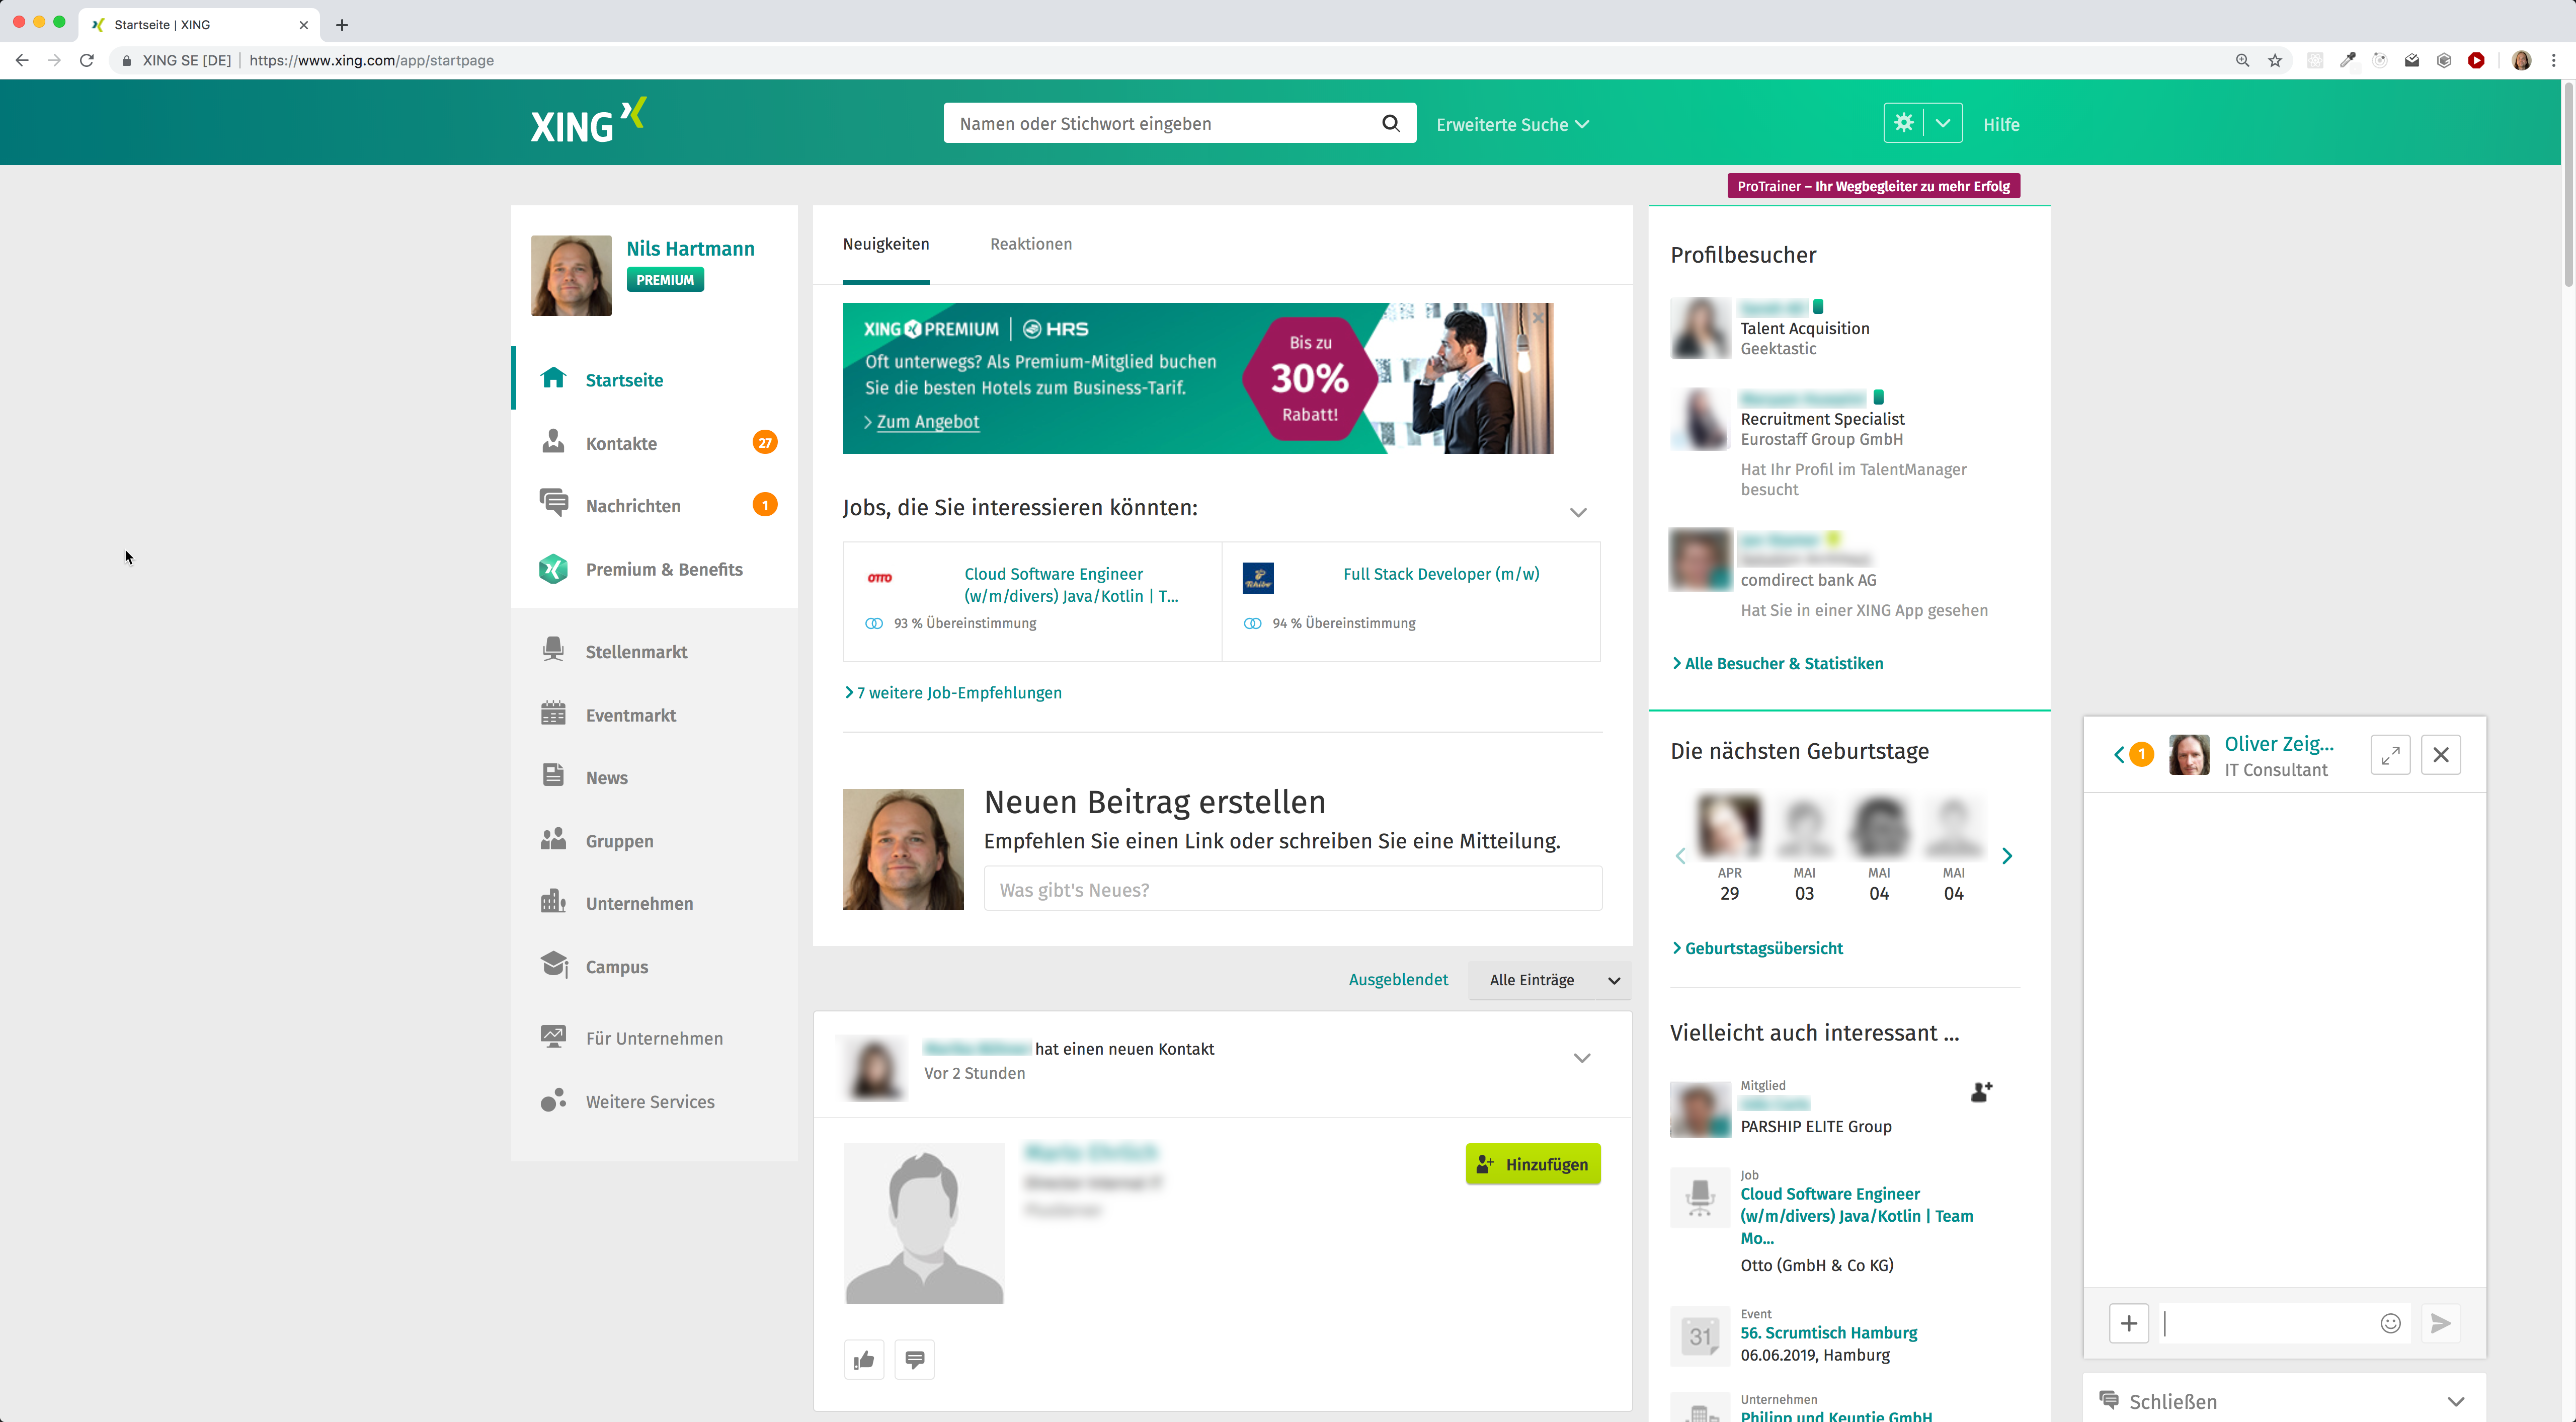 Startseite | XING
XING SE [DE] | https://www.xing.com/app/startpage
XING
Namen oder Stichwort eingeben
Erweiterte Suche
Hilfe
ProTrainer – Ihr Wegbegleiter zu mehr Erfolg
Nils Hartmann
PREMIUM
Startseite
Kontakte
27
Nachrichten
1
Premium & Benefits
Stellenmarkt
Eventmarkt
News
Gruppen
Unternehmen
Campus
Für Unternehmen
Weitere Services
Neuigkeiten
Reaktionen
XING PREMIUM | HRS
Oft unterwegs? Als Premium-Mitglied buchen
Sie die besten Hotels zum Business-Tarif.
Zum Angebot
Bis zu
30%
Rabatt!
Jobs, die Sie interessieren könnten:
OTTO
Cloud Software Engineer
(w/m/divers) Java/Kotlin | T...
93 % Übereinstimmung
Tchibo
Full Stack Developer (m/w)
94 % Übereinstimmung
7 weitere Job-Empfehlungen
Neuen Beitrag erstellen
Empfehlen Sie einen Link oder schreiben Sie eine Mitteilung.
Was gibt's Neues?
Ausgeblendet
Alle Einträge
hat einen neuen Kontakt
Vor 2 Stunden
Hinzufügen
Profilbesucher
Talent Acquisition
Geektastic
Recruitment Specialist
Eurostaff Group GmbH
Hat Ihr Profil im TalentManager
besucht
comdirect bank AG
Hat Sie in einer XING App gesehen
Alle Besucher & Statistiken
Die nächsten Geburtstage
APR
29
MAI
03
MAI
04
MAI
04
Geburtstagsübersicht
Vielleicht auch interessant ...
Mitglied
PARSHIP ELITE Group
Job
Cloud Software Engineer
(w/m/divers) Java/Kotlin | Team
Mo...
Otto (GmbH & Co KG)
31
Event
56. Scrumtisch Hamburg
06.06.2019, Hamburg
Unternehmen
Philipp und Keuntje GmbH
1
Oliver Zeig...
IT Consultant
Schließen